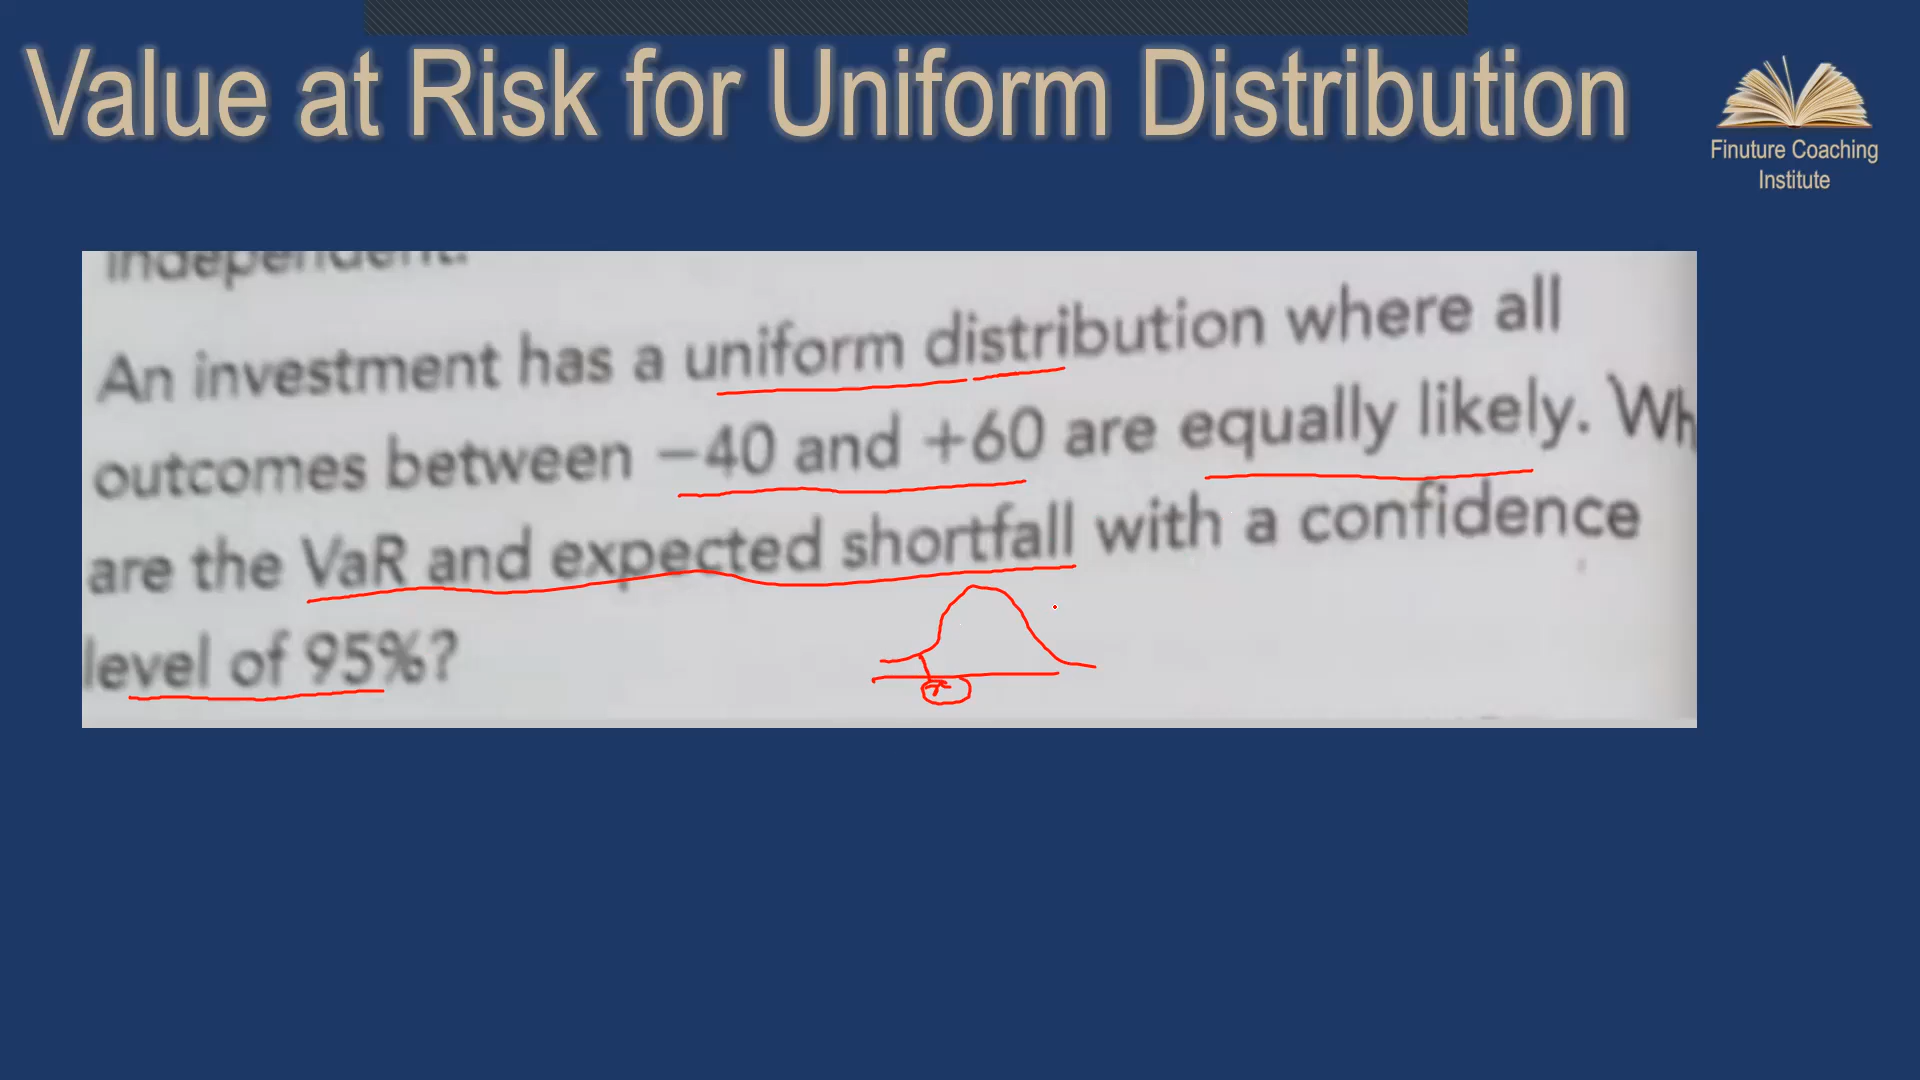 Value at Risk for Uniform Distribution
Finuture Coaching
Institute
independent.
An investment has a uniform distribution where all
outcomes between −40 and +60 are equally likely. Wh
are the VaR and expected shortfall with a confidence
level of 95%?
x